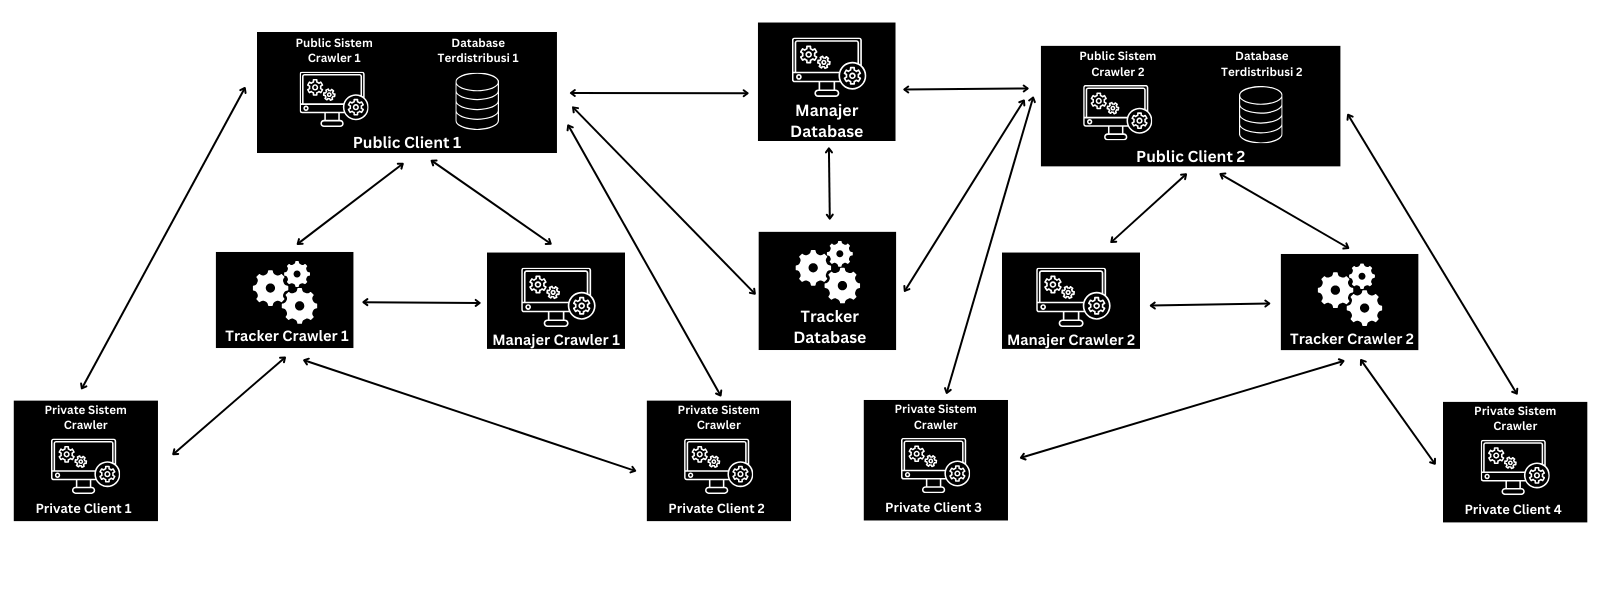 Public Sistem
Crawler 1
Database
Terdistribusi 1
Public Client 1
Manajer
Database
Public Sistem
Crawler 2
Database
Terdistribusi 2
Public Client 2
Tracker Crawler 1
Manajer Crawler 1
Tracker
Database
Manajer Crawler 2
Tracker Crawler 2
Private Sistem
Crawler
Private Client 1
Private Sistem
Crawler
Private Client 2
Private Sistem
Crawler
Private Client 3
Private Sistem
Crawler
Private Client 4